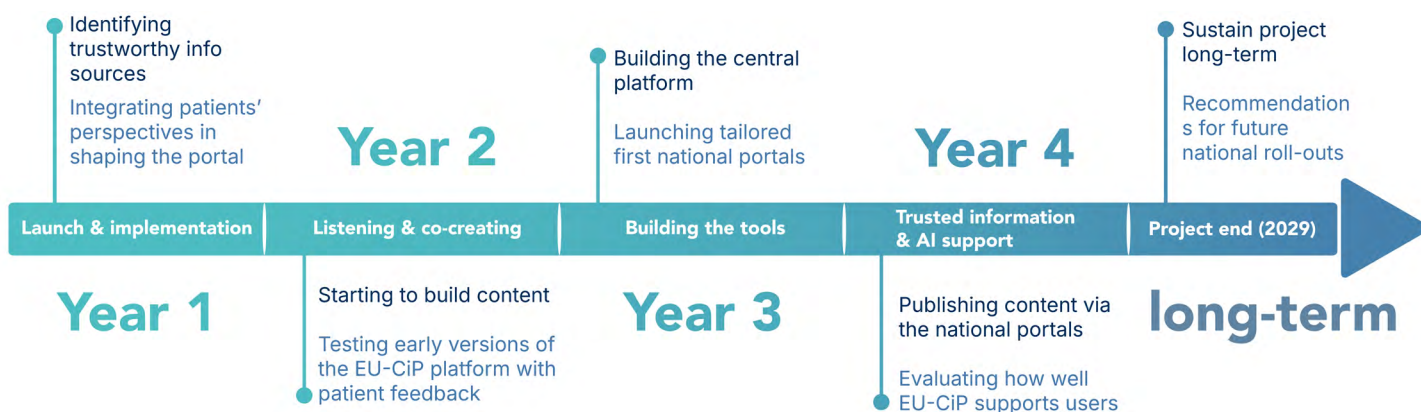 Identifying
trustworthy info
sources
Integrating patients'
perspectives in
shaping the portal
Year 2
Building the central
platform
Launching tailored
first national portals
Year 4
Sustain project
long-term
Recommendation
s for future
national roll-outs
Launch & implementation
Listening & co-creating
Building the tools
Trusted information
& AI support
Project end (2029)
Year 1
Starting to build content
Testing early versions of
the EU-CiP platform with
patient feedback
Year 3
Publishing content via
the national portals
Evaluating how well
EU-CiP supports users
long-term